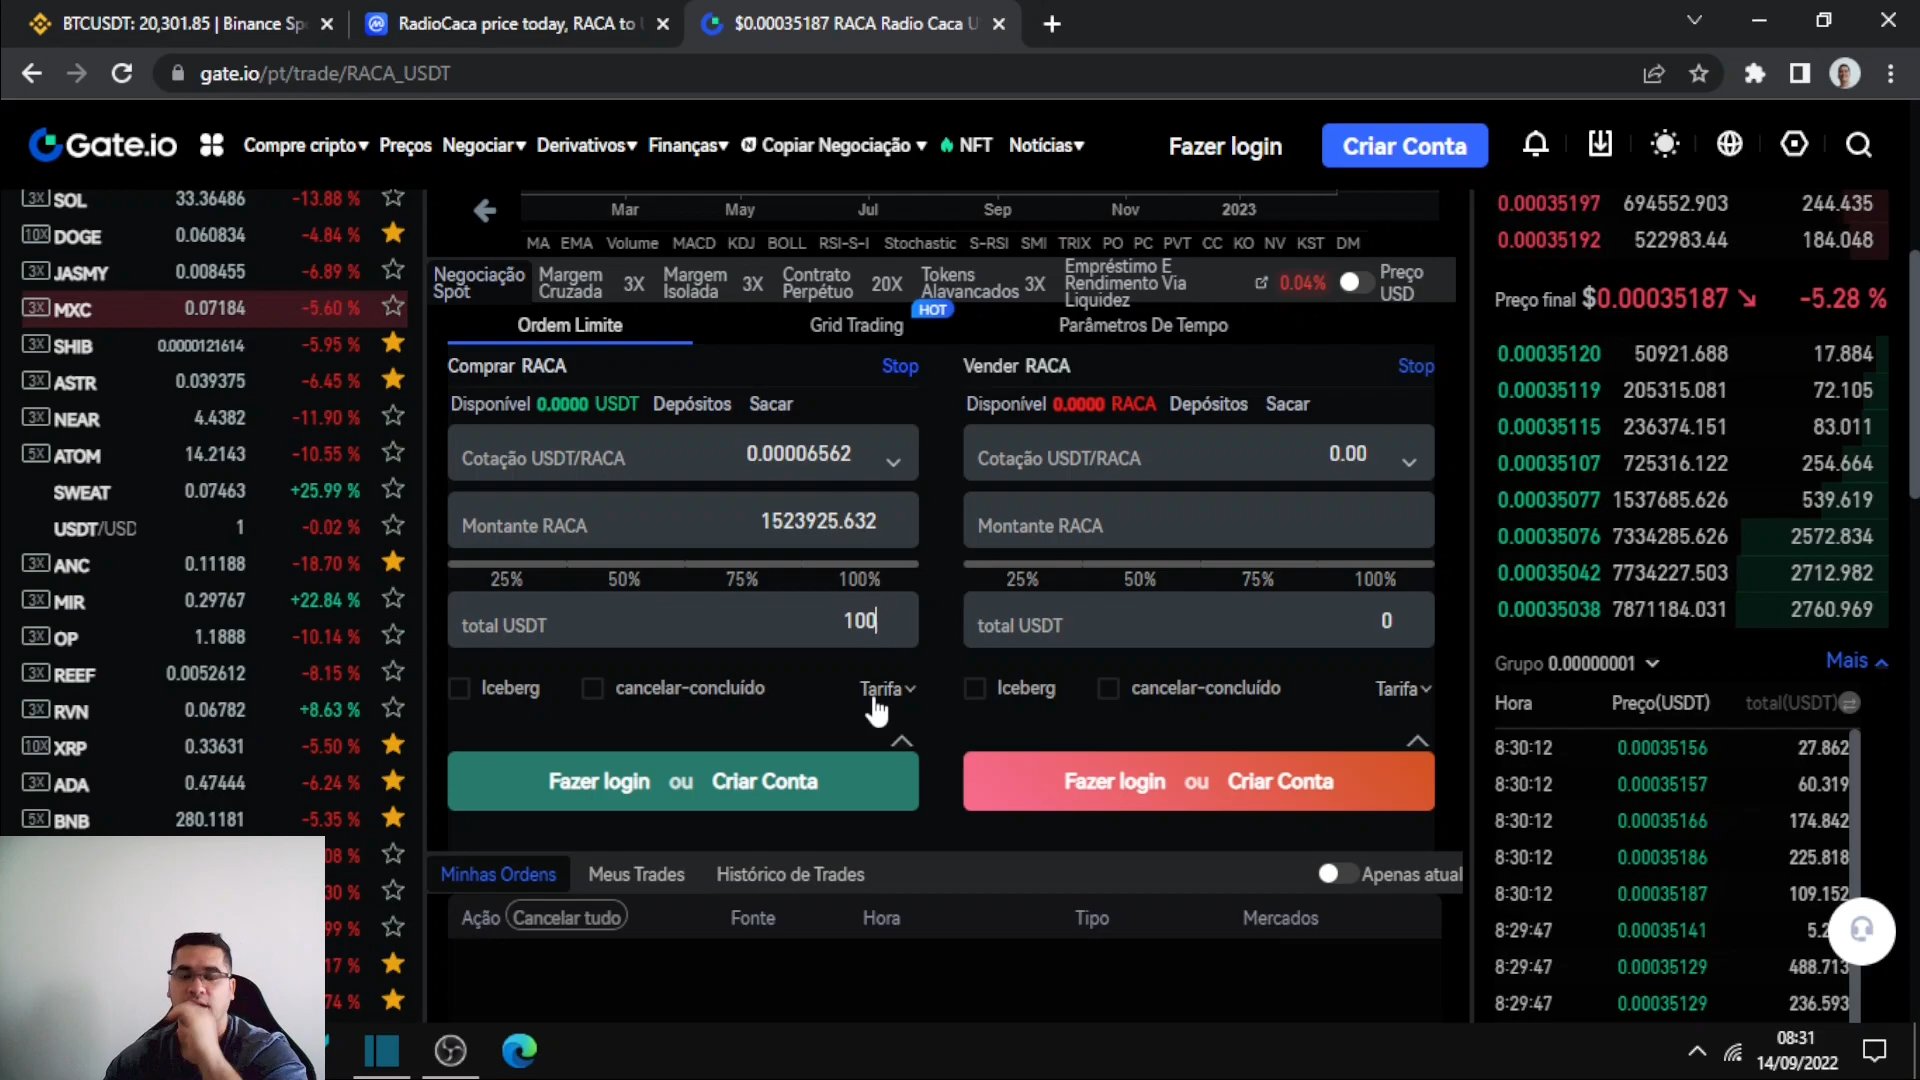 BTCUSDT: 20,301.85 | Binance Sp
RadioCaca price today, RACA to
$0.00035187 RACA Radio Caca U
gate.io/pt/trade/RACA_USDT
Gate.io
Compre cripto▾ Preços Negociar▾ Derivativos▾ Finanças▾ Copiar Negociação ▾ NFT Notícias▾
Fazer login
Criar Conta
3X SOL 33.36486 -13.88 %
10X DOGE 0.060834 -4.84 %
3X JASMY 0.008455 -6.89 %
3X MXC 0.07184 -5.60 %
3X SHIB 0.0000121614 -5.95 %
3X ASTR 0.039375 -6.45 %
3X NEAR 4.4382 -11.90 %
5X ATOM 14.2143 -10.55 %
SWEAT 0.07463 +25.99 %
USDT/USD 1 -0.02 %
3X ANC 0.11188 -18.70 %
3X MIR 0.29767 +22.84 %
3X OP 1.1888 -10.14 %
3X REEF 0.0052612 -8.15 %
3X RVN 0.06782 +8.63 %
10X XRP 0.33631 -5.50 %
3X ADA 0.47444 -6.24 %
5X BNB 280.1181 -5.35 %
08 %
30 %
99 %
17 %
74 %
Mar May Jul Sep Nov 2023
MA EMA Volume MACD KDJ BOLL RSI-S-I Stochastic S-RSI SMI TRIX PO PC PVT CC KO NV KST DM
Negociação Spot
Margem Cruzada 3X
Margem Isolada 3X
Contrato Perpétuo 20X
Tokens Alavancados 3X
Empréstimo E Rendimento Via Liquidez
0.04%
Preço USD
HOT
Ordem Limite Grid Trading Parâmetros De Tempo
Comprar RACA Stop
Disponível 0.0000 USDT Depósitos Sacar
Cotação USDT/RACA 0.00006562
Montante RACA 1523925.632
25% 50% 75% 100%
total USDT 100
Iceberg cancelar-concluído Tarifa
Fazer login ou Criar Conta
Vender RACA Stop
Disponível 0.0000 RACA Depósitos Sacar
Cotação USDT/RACA 0.00
Montante RACA
25% 50% 75% 100%
total USDT 0
Iceberg cancelar-concluído Tarifa
Fazer login ou Criar Conta
Minhas Ordens Meus Trades Histórico de Trades Apenas atual
Ação Cancelar tudo Fonte Hora Tipo Mercados
0.00035197 694552.903 244.435
0.00035192 522983.44 184.048
Preço final $0.00035187 ↘ -5.28 %
0.00035120 50921.688 17.884
0.00035119 205315.081 72.105
0.00035115 236374.151 83.011
0.00035107 725316.122 254.664
0.00035077 1537685.626 539.619
0.00035076 7334285.626 2572.834
0.00035042 7734227.503 2712.982
0.00035038 7871184.031 2760.969
Grupo 0.00000001 Mais
Hora Preço(USDT) total(USDT)
8:30:12 0.00035156 27.862
8:30:12 0.00035157 60.319
8:30:12 0.00035166 174.842
8:30:12 0.00035186 225.818
8:30:12 0.00035187 109.152
8:29:47 0.00035141 5.2
8:29:47 0.00035129 488.713
8:29:47 0.00035129 236.593
08:31
14/09/2022